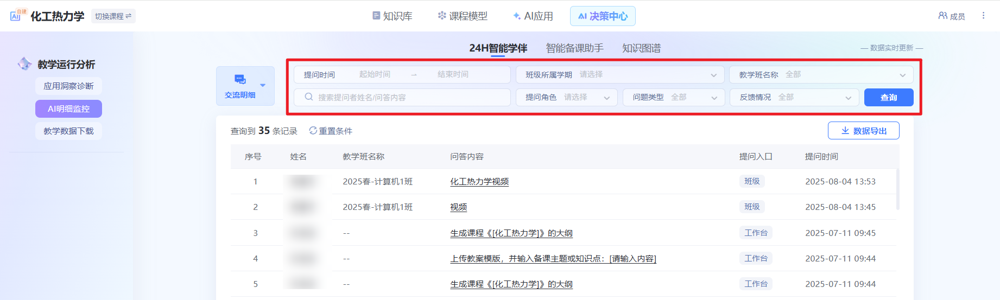 AI 自建 化工热力学 切换课程 知识库 课程模型 AI应用 AI 决策中心 成员
24H智能学伴 智能备课助手 知识图谱 — 数据实时更新 —
教学运行分析
应用洞察诊断
AI明细监控
教学数据下载
交流明细
提问时间 起始时间 → 结束时间 班级所属学期 请选择 教学班名称 全部
搜索提问者姓名/问答内容 提问角色 请选择 问题类型 全部 反馈情况 全部 查询
查询到 35 条记录 重置条件 数据导出
序号 姓名 教学班名称 问答内容 提问入口 提问时间
1 2025春-计算机1班 化工热力学视频 班级 2025-08-04 13:53
2 2025春-计算机1班 视频 班级 2025-08-04 13:45
3 -- 生成课程《[化工热力学]》的大纲 工作台 2025-07-11 09:45
4 -- 上传教案模版，并输入备课主题或知识点：[请输入内容] 工作台 2025-07-11 09:44
5 -- 生成课程《[化工热力学]》的大纲 工作台 2025-07-11 09:44